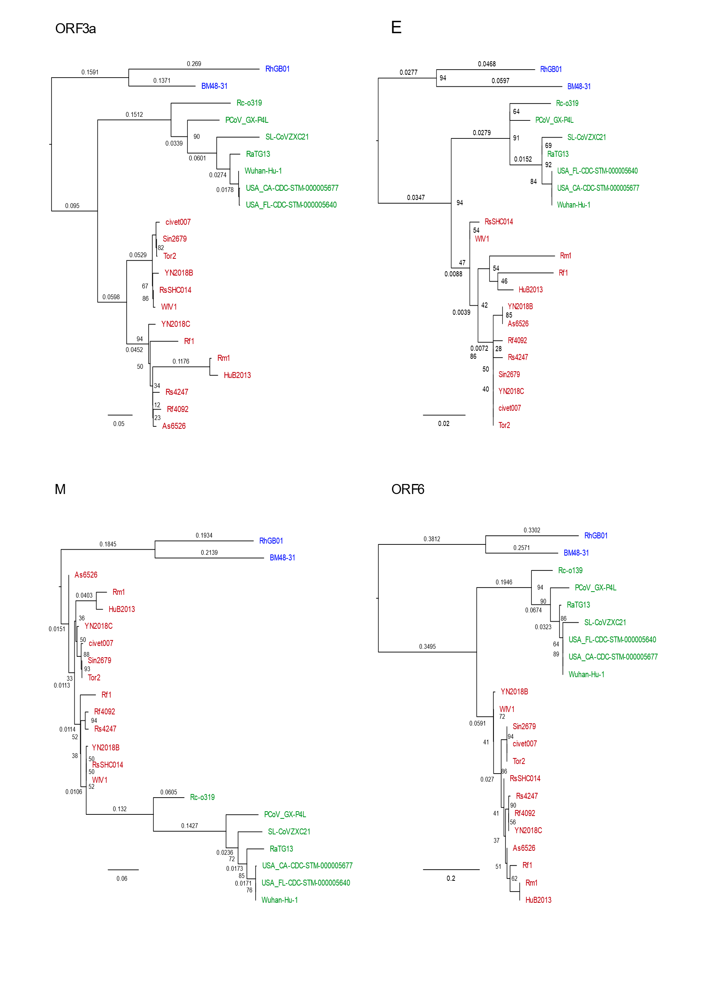 ORF3a
0.269
0.1591
RhGB01
0.1371
BM48-31
Rc-o319
0.1512
PCoV_GX-P4L
90
0.0339
SL-CoVZXC21
0.0601
RaTG13
0.0274
Wuhan-Hu-1
0.0178
USA_CA-CDC-STM-000005677
USA_FL-CDC-STM-000005640
0.095
civet007
Sin2679
82
0.0529
Tor2
YN2018B
67
RsSHC014
86
0.0598
WIV1
YN2018C
94
Rf1
0.0452
Rm1
0.1176
50
HuB2013
34
Rs4247
12
Rf4092
23
As6526
0.05
E
0.0468
0.0277
RhGB01
94
0.0597
BM48-31
Rc-o319
64
PCoV_GX-P4L
0.0279
91
SL-CoVZXC21
69
RaTG13
0.0152
92
USA_FL-CDC-STM-000005640
84
USA_CA-CDC-STM-000005677
Wuhan-Hu-1
0.0347
94
RsSHC014
54
WIV1
Rm1
47
54
0.0088
Rf1
46
HuB2013
42
0.0039
YN2018B
85
As6526
Rf4092
0.0072
28
86
Rs4247
50
Sin2679
40
YN2018C
civet007
Tor2
0.02
M
0.1934
0.1845
RhGB01
0.2139
BM48-31
As6526
Rm1
0.0403
HuB2013
36
YN2018C
0.0151
50
civet007
88
Sin2679
93
Tor2
33
0.0113
Rf1
Rf4092
94
0.0114
Rs4247
52
YN2018B
38
50
RsSHC014
50
WIV1
52
0.0106
0.0605
Rc-o319
0.132
PCoV_GX-P4L
0.1427
SL-CoVZXC21
RaTG13
0.0236
72
USA_CA-CDC-STM-000005677
0.0173
85
USA_FL-CDC-STM-000005640
0.0171
76
Wuhan-Hu-1
0.06
ORF6
0.3302
RhGB01
0.3812
0.2571
BM48-31
Rc-o139
0.1946
94
PCoV_GX-P4L
90
RaTG13
0.0674
86
SL-CoVZXC21
0.0323
USA_FL-CDC-STM-000005640
64
0.3495
89
USA_CA-CDC-STM-000005677
Wuhan-Hu-1
YN2018B
WIV1
72
0.0591
Sin2679
94
41
civet007
Tor2
86
0.027
RsSHC014
Rs4247
90
41
Rf4092
56
YN2018C
37
As6526
51
Rf1
62
Rm1
HuB2013
0.2